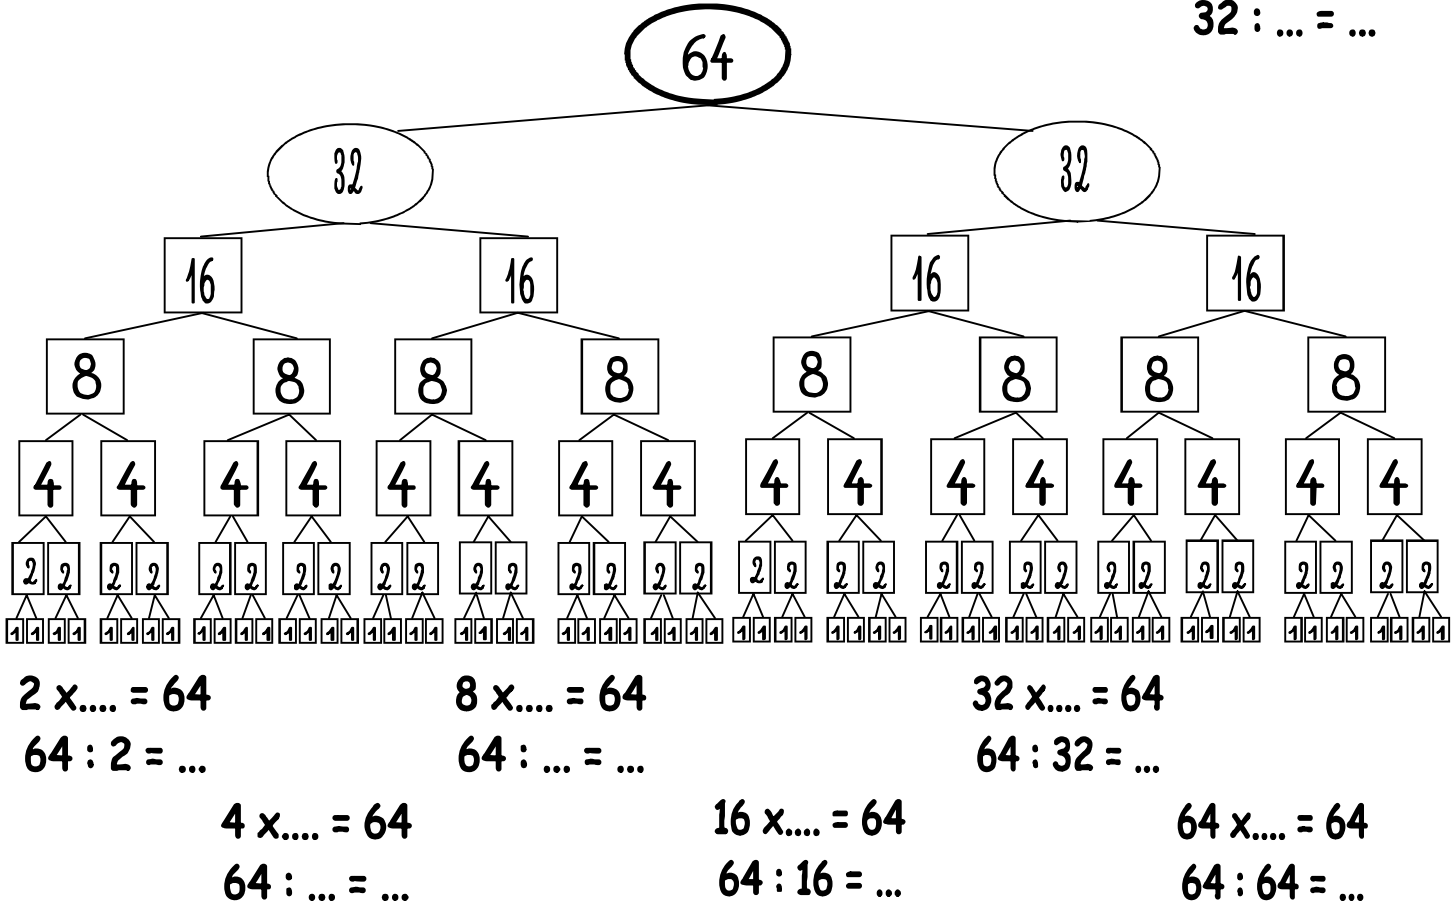 32 : ... = ...
64
32 32
16 16 16 16
8 8 8 8 8 8 8 8
4 4 4 4 4 4 4 4 4 4 4 4 4 4 4 4
2 2 2 2 2 2 2 2 2 2 2 2 2 2 2 2 2 2 2 2 2 2 2 2 2 2 2 2 2 2 2 2
1 1 1 1 1 1 1 1 1 1 1 1 1 1 1 1 1 1 1 1 1 1 1 1 1 1 1 1 1 1 1 1 1 1 1 1 1 1 1 1 1 1 1 1 1 1 1 1 1 1 1 1 1 1 1 1 1 1 1 1 1 1 1 1
2 x.... = 64 8 x.... = 64 32 x.... = 64
64 : 2 = ... 64 : ... = ... 64 : 32 = ...
4 x.... = 64 16 x.... = 64 64 x.... = 64
64 : ... = ... 64 : 16 = ... 64 : 64 = ...